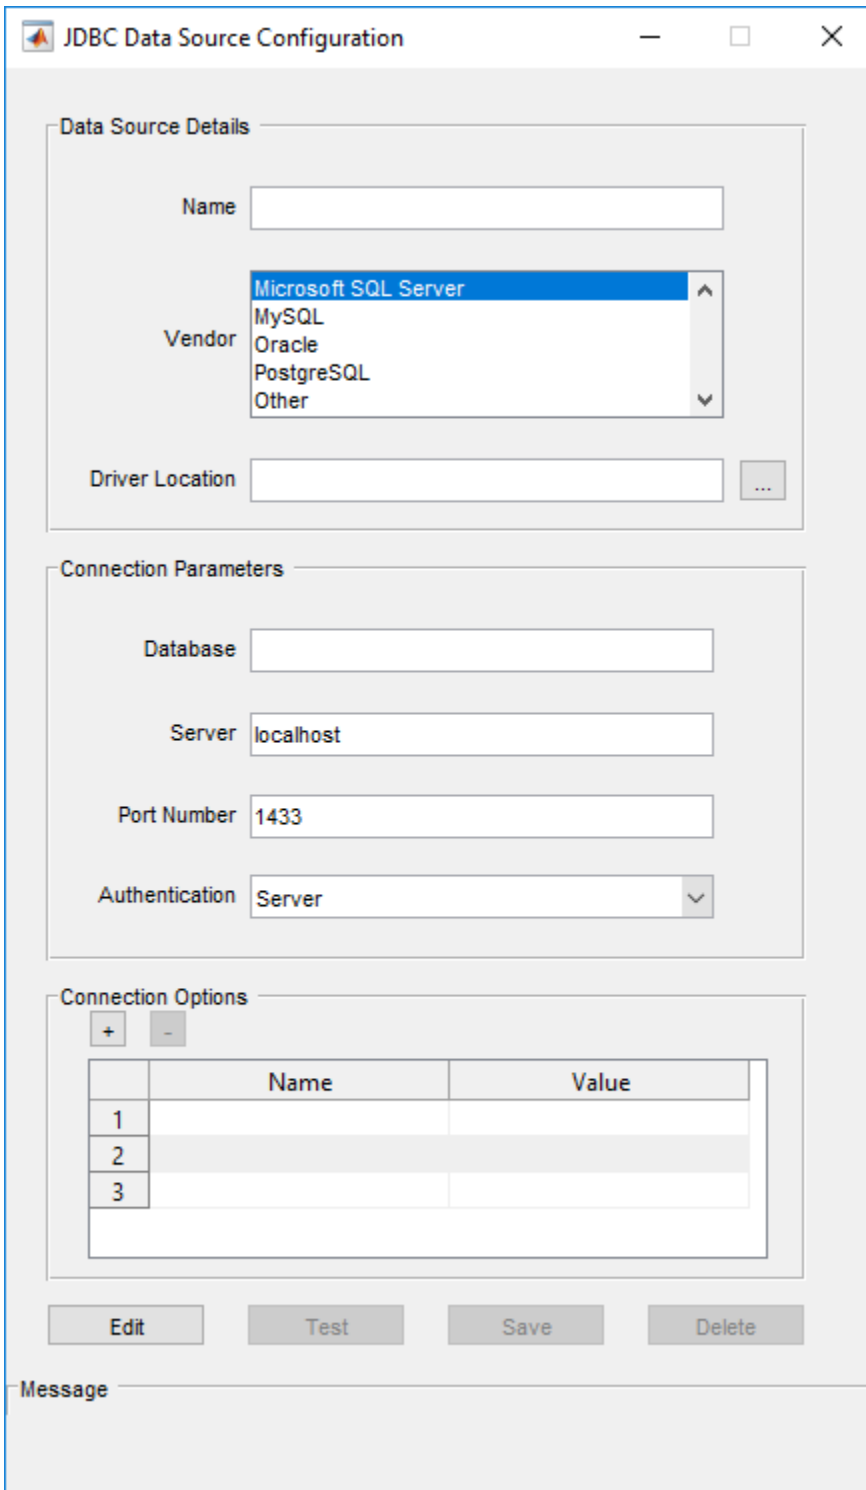 JDBC Data Source Configuration
Data Source Details
Name
Vendor
Microsoft SQL Server
MySQL
Oracle
PostgreSQL
Other
Driver Location
...
Connection Parameters
Database
Server localhost
Port Number 1433
Authentication Server
Connection Options
+ -
Name Value
1
2
3
Edit Test Save Delete
Message